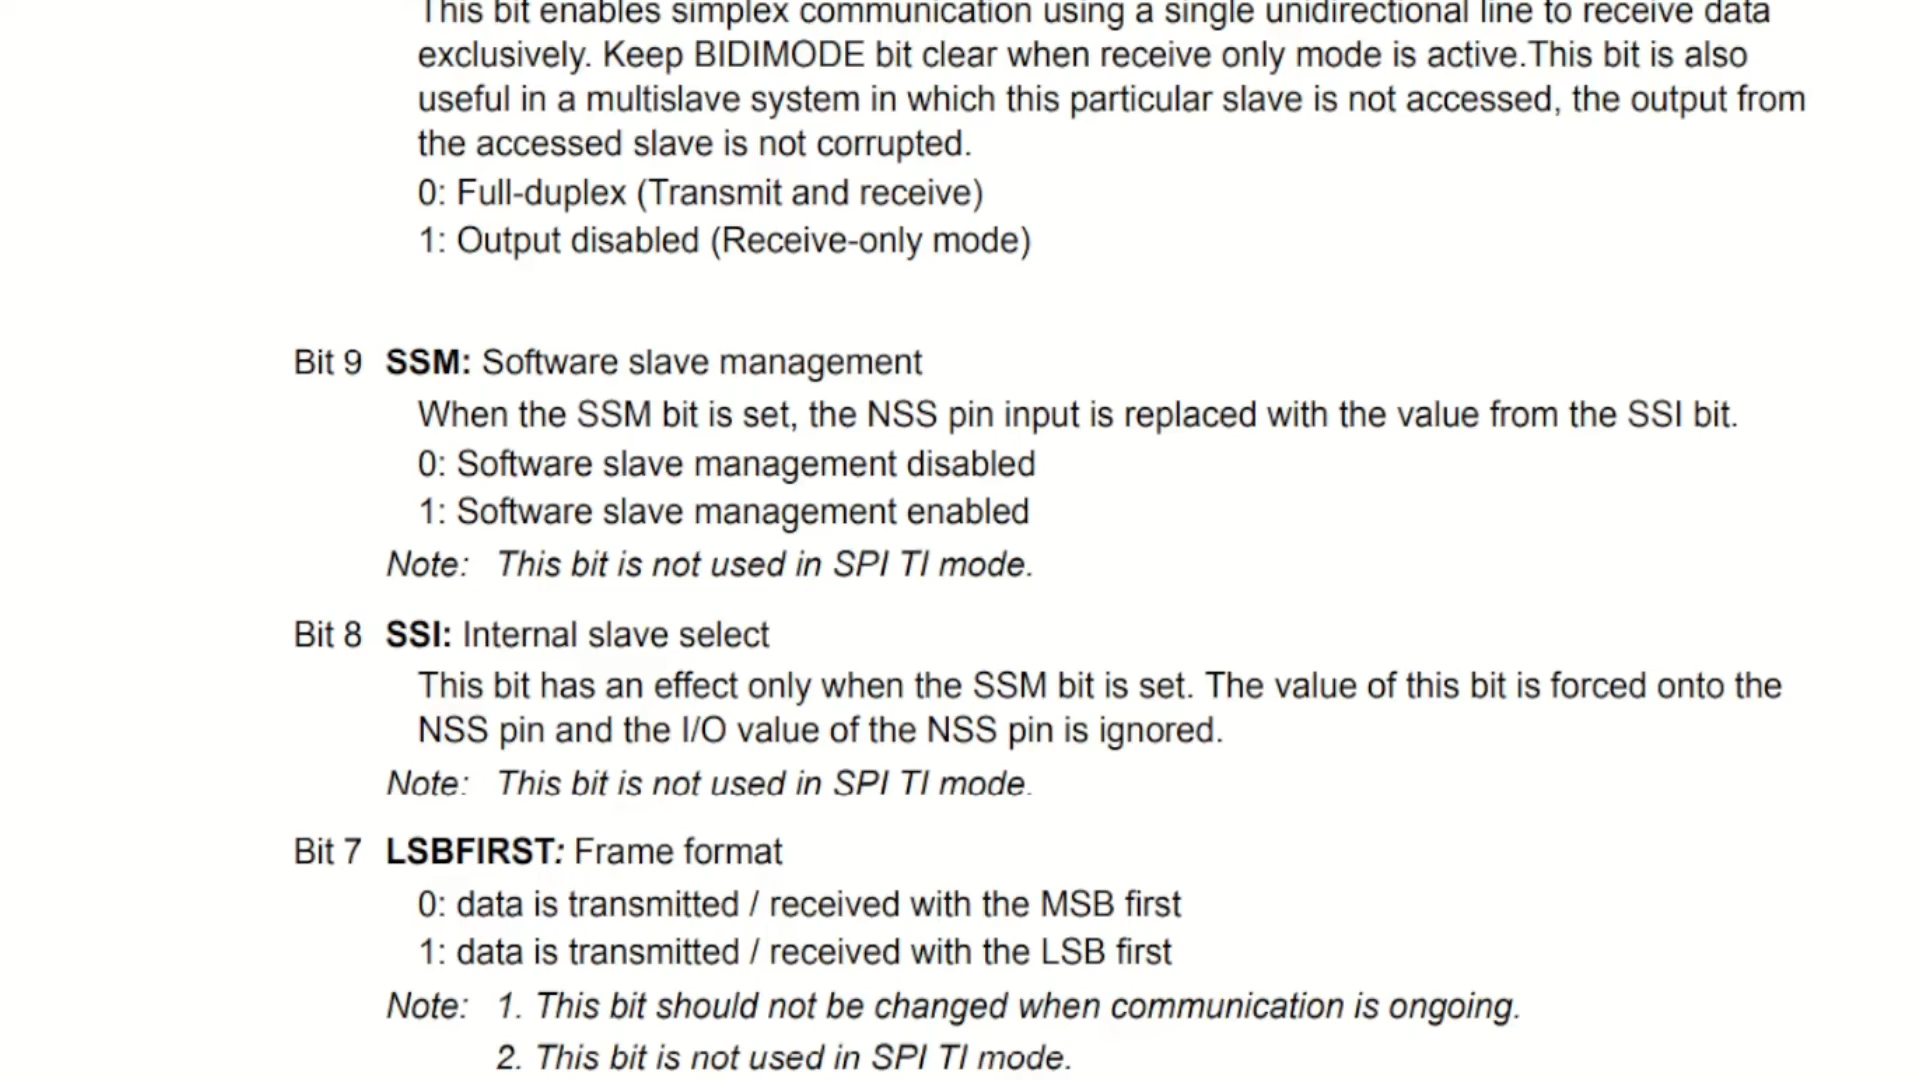 This bit enables simplex communication using a single unidirectional line to receive data
exclusively. Keep BIDIMODE bit clear when receive only mode is active.This bit is also
useful in a multislave system in which this particular slave is not accessed, the output from
the accessed slave is not corrupted.
0: Full-duplex (Transmit and receive)
1: Output disabled (Receive-only mode)
Bit 9 SSM: Software slave management
When the SSM bit is set, the NSS pin input is replaced with the value from the SSI bit.
0: Software slave management disabled
1: Software slave management enabled
Note: This bit is not used in SPI TI mode.
Bit 8 SSI: Internal slave select
This bit has an effect only when the SSM bit is set. The value of this bit is forced onto the
NSS pin and the I/O value of the NSS pin is ignored.
Note: This bit is not used in SPI TI mode.
Bit 7 LSBFIRST: Frame format
0: data is transmitted / received with the MSB first
1: data is transmitted / received with the LSB first
Note: 1. This bit should not be changed when communication is ongoing.
2. This bit is not used in SPI TI mode.